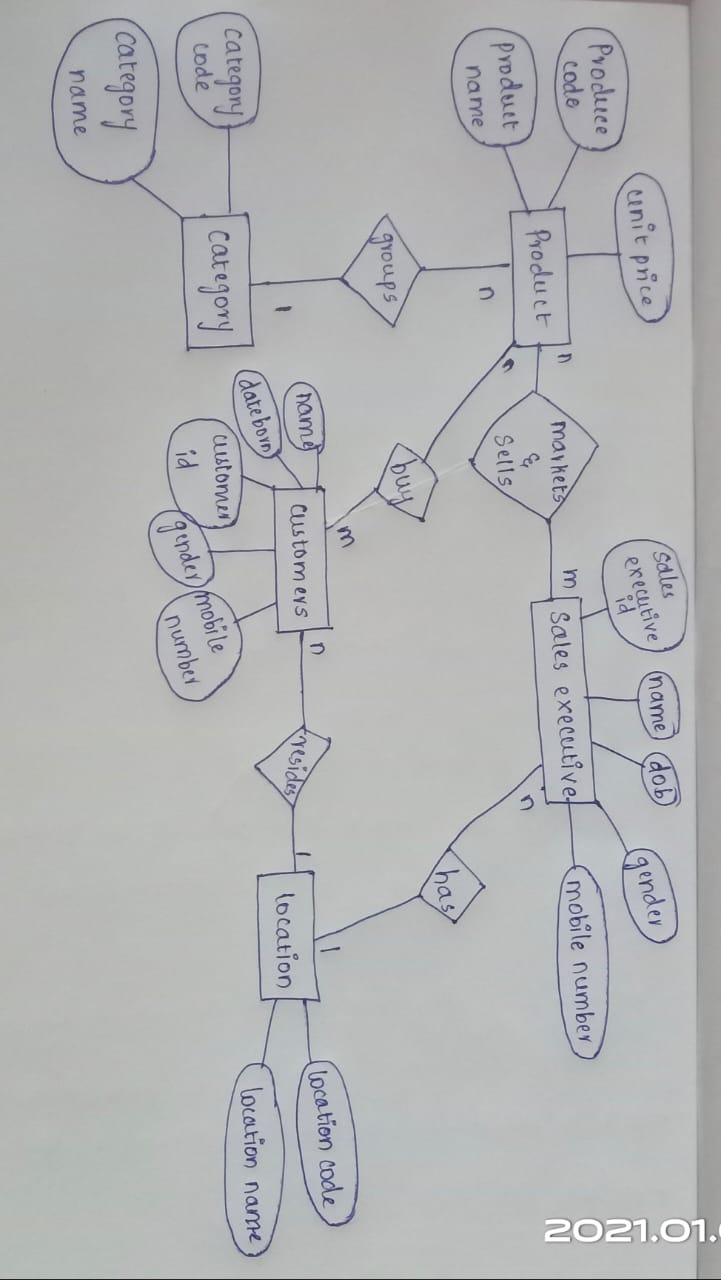 unit price
sales
executive
id
name
dob
gender
Produce
code
Product
name
Product
n
markets
&
sells
m
Sales executive
mobile number
n
n
n
groups
buy
has
1
m
1
Category
code
Category
name
Category
name
dateborn
customer
id
gender
mobile
number
customers
n
resides
1
location
location code
location name
2021.01.0